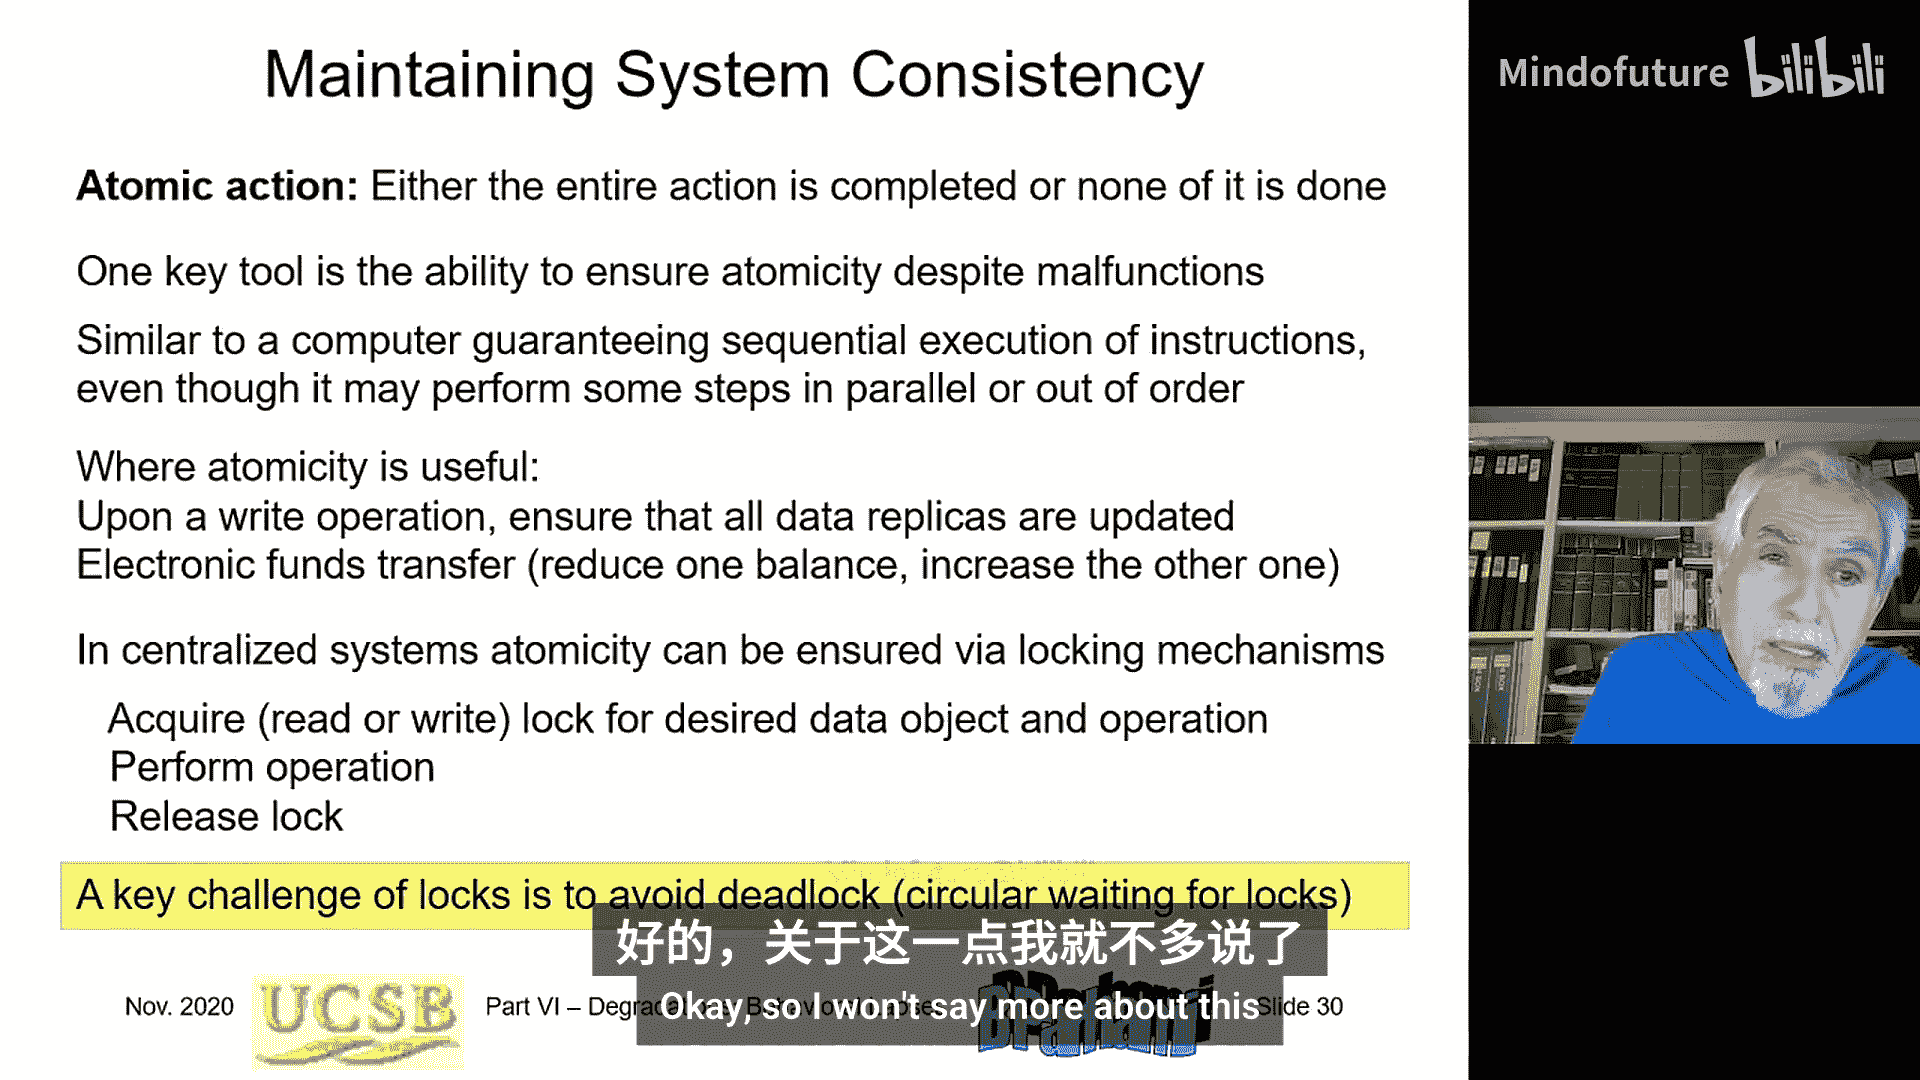 Maintaining System Consistency
Mindofuture bilibili
Atomic action: Either the entire action is completed or none of it is done
One key tool is the ability to ensure atomicity despite malfunctions
Similar to a computer guaranteeing sequential execution of instructions,
even though it may perform some steps in parallel or out of order
Where atomicity is useful:
Upon a write operation, ensure that all data replicas are updated
Electronic funds transfer (reduce one balance, increase the other one)
In centralized systems atomicity can be ensured via locking mechanisms
Acquire (read or write) lock for desired data object and operation
Perform operation
Release lock
A key challenge of locks is to avoid deadlock (circular waiting for locks)
好的，关于这一点我就不多说了
Okay, so I won't say more about this
Nov. 2020
UCSB
Part VI –
B. Parhami
Slide 30